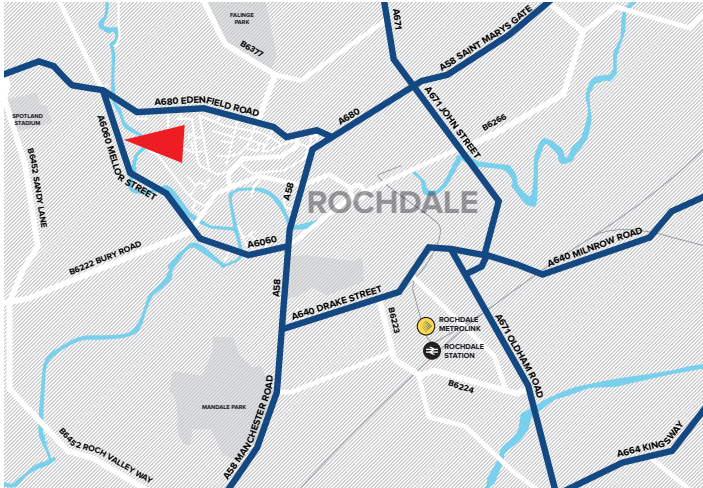 FALINGE
PARK
B6377
A671
A58 SAINT MARYS GATE
A680 EDENFIELD ROAD
A680
A671 JOHN STREET
B6266
SPOTLAND
STADIUM
A6060 MELLOR STREET
B6452 SANDY LANE
A58
ROCHDALE
B6222 BURY ROAD
A6060
A640 MILNROW ROAD
A58
A640 DRAKE STREET
B6223
ROCHDALE
METROLINK
ROCHDALE
STATION
A671 OLDHAM ROAD
B6224
MANDALE PARK
A58 MANCHESTER ROAD
B6452 ROCH VALLEY WAY
A664 KINGSWAY